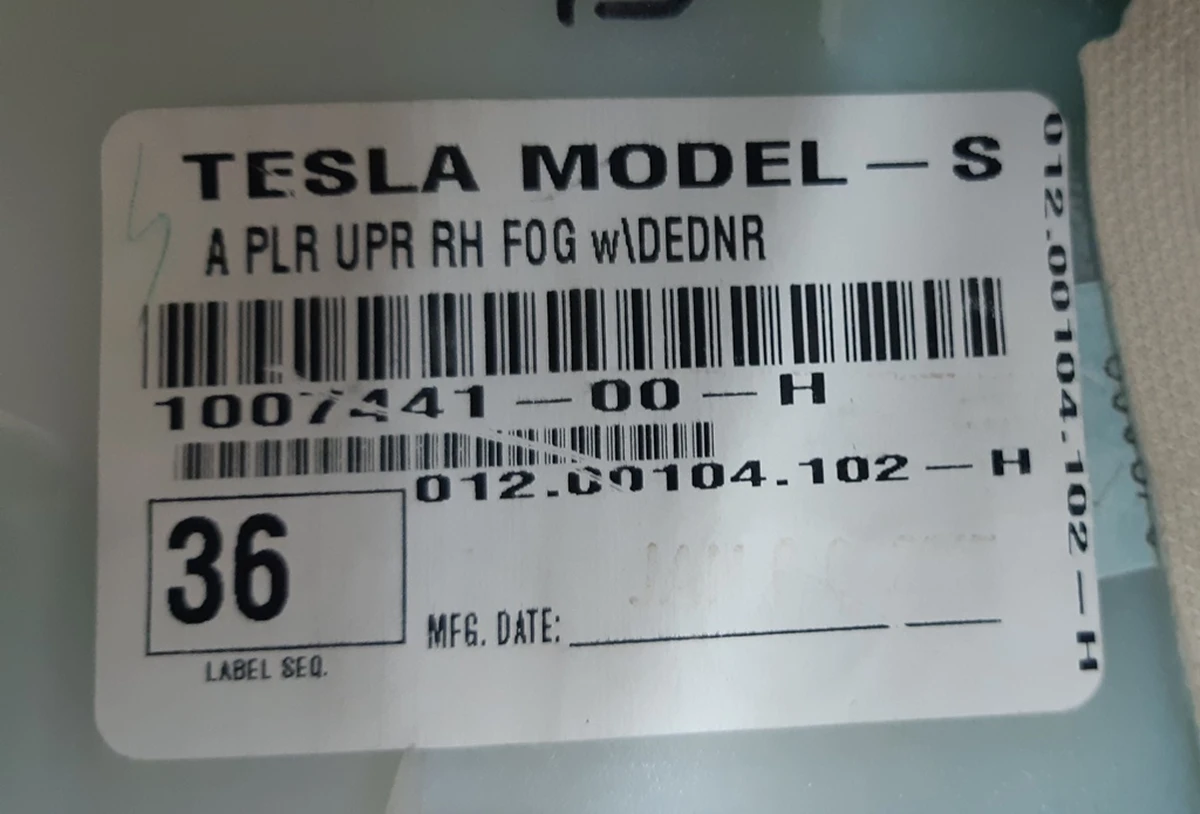 TESLA MODEL-S
A PLR UPR RH FOG w\DEDNR
1007441-00-H
012.00104.102-H
36
LABEL SEQ.
MFG. DATE:
012.00104.102-H